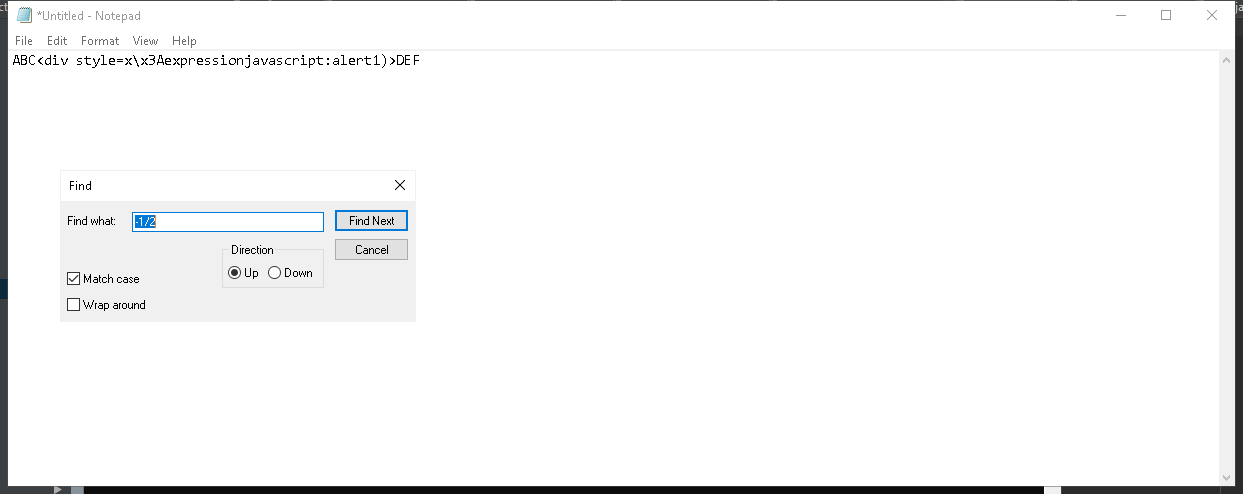 *Untitled - Notepad
File Edit Format View Help
ABC<div style=x\x3Aexpressionjavascript:alert1)>DEF
Find
Find what: -1/2 Find Next
Direction Cancel
Up Down
Match case
Wrap around